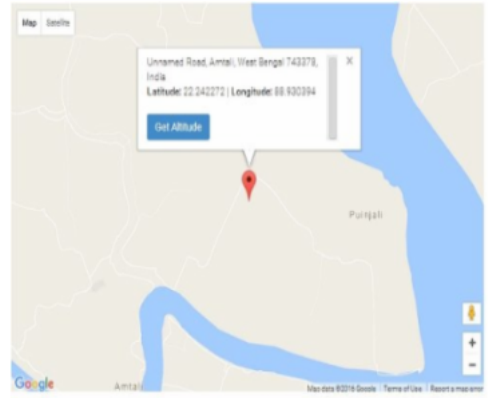 Map Satellite
Unnamed Road, Amtali, West Bengal 743378,
India
Latitude: 22.242272 | Longitude: 88.930394
Get Altitude
Puinjali
Amtali
Google
Map data ©2016 Google Terms of Use Report a map error